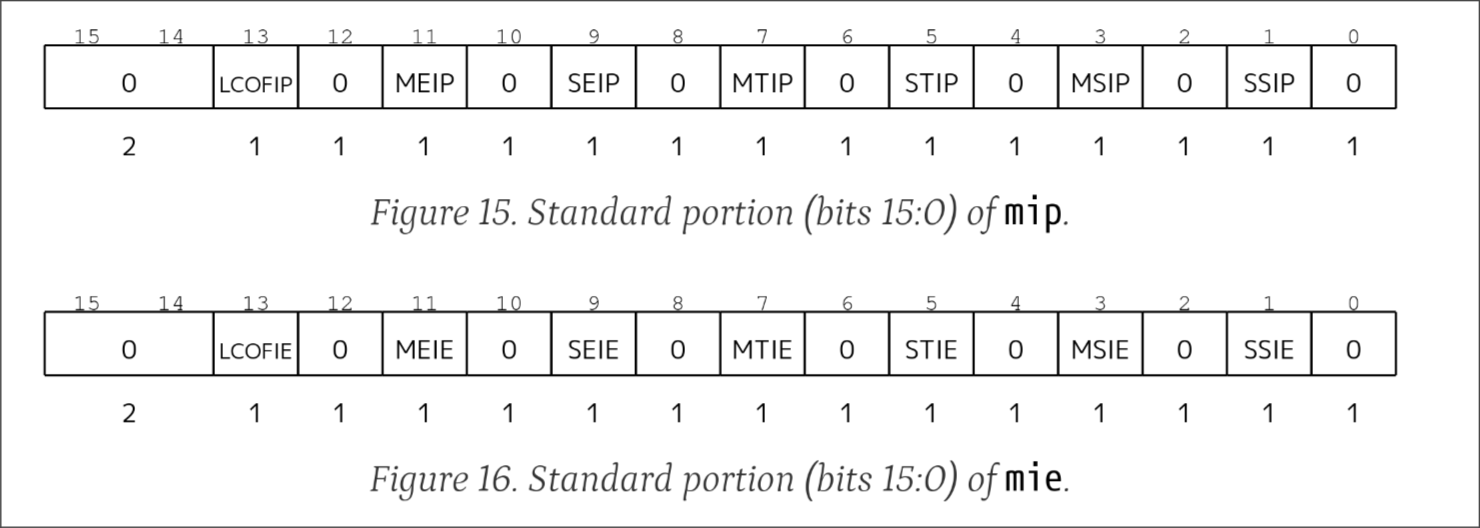 15 14 13 12 11 10 9 8 7 6 5 4 3 2 1 0
0 LCOFIP 0 MEIP 0 SEIP 0 MTIP 0 STIP 0 MSIP 0 SSIP 0
2 1 1 1 1 1 1 1 1 1 1 1 1 1 1
Figure 15. Standard portion (bits 15:0) of mip.
15 14 13 12 11 10 9 8 7 6 5 4 3 2 1 0
0 LCOFIE 0 MEIE 0 SEIE 0 MTIE 0 STIE 0 MSIE 0 SSIE 0
2 1 1 1 1 1 1 1 1 1 1 1 1 1 1
Figure 16. Standard portion (bits 15:0) of mie.